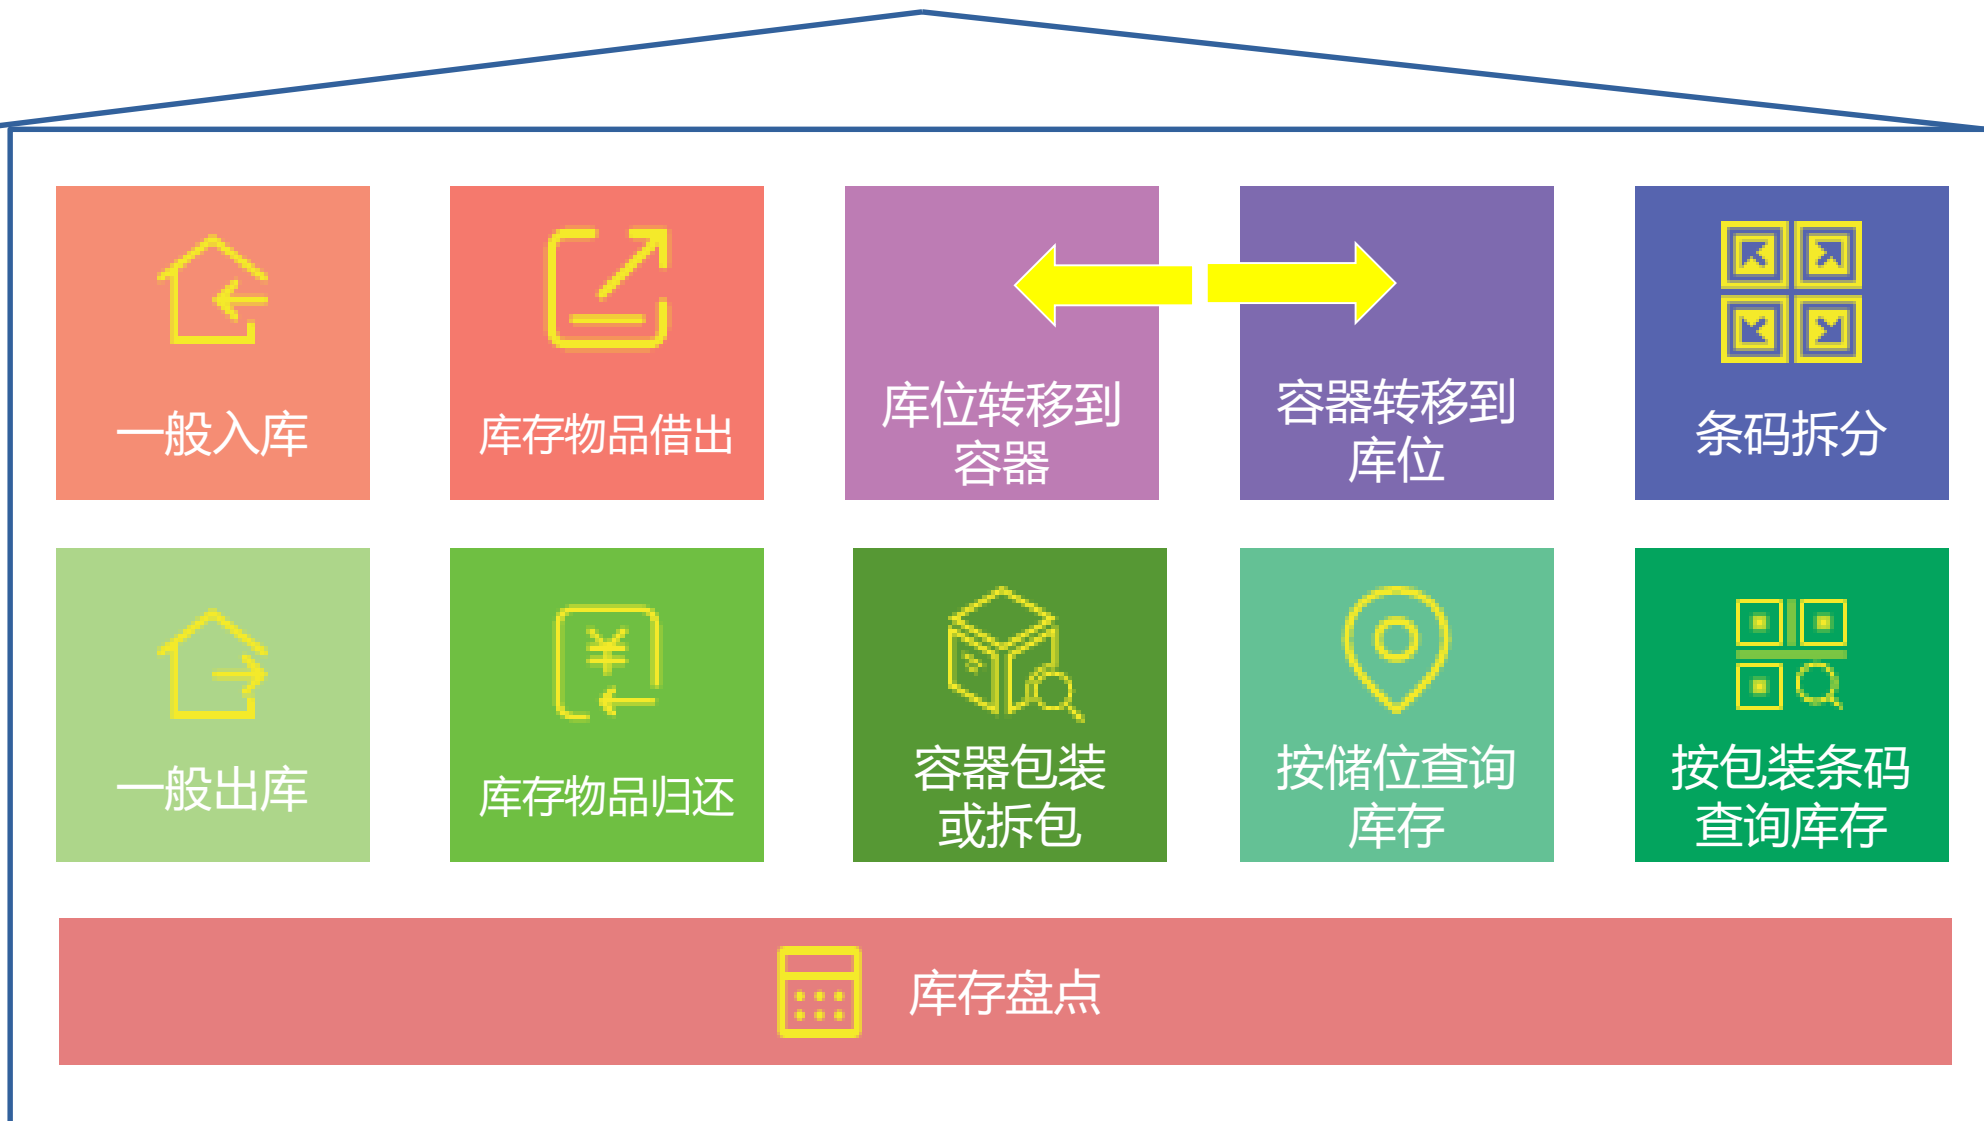 一般入库
库存物品借出
库位转移到
容器
容器转移到
库位
条码拆分
一般出库
¥
库存物品归还
容器包装
或拆包
按储位查询
库存
按包装条码
查询库存
库存盘点